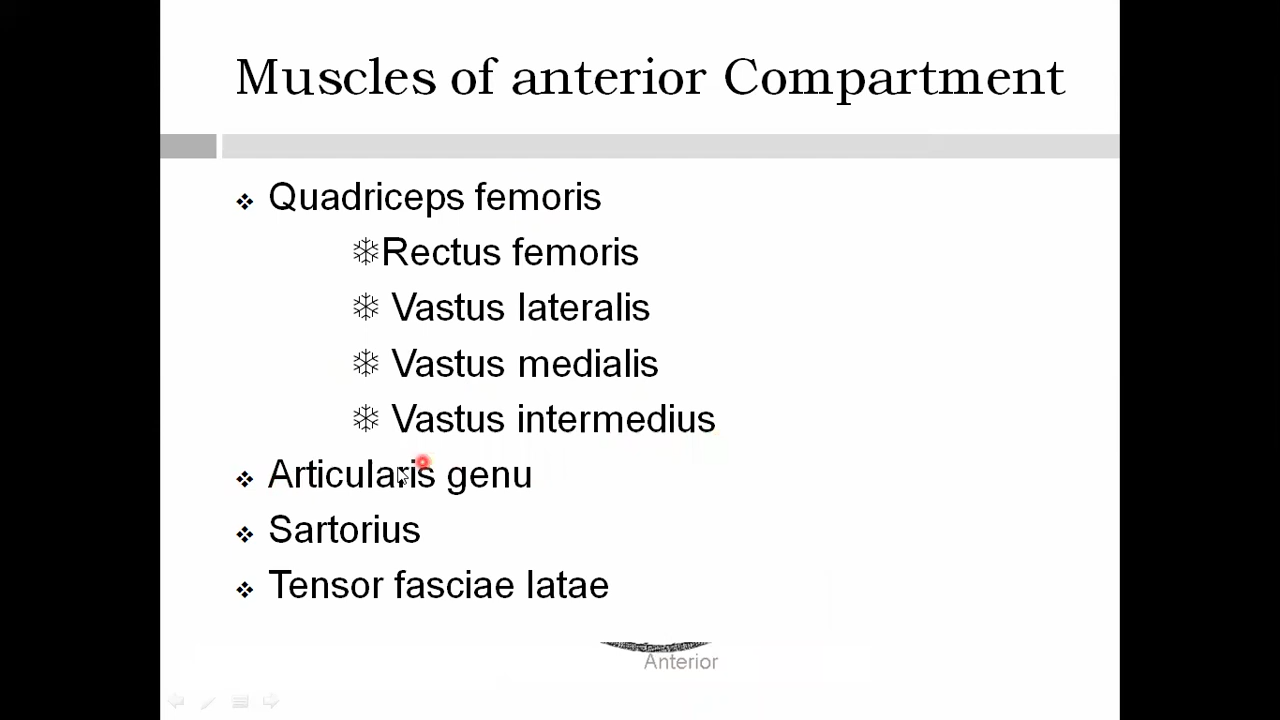 Muscles of anterior Compartment
❖ Quadriceps femoris
❄Rectus femoris
❄ Vastus lateralis
❄ Vastus medialis
❄ Vastus intermedius
❖ Articularis genu
❖ Sartorius
❖ Tensor fasciae latae
Anterior